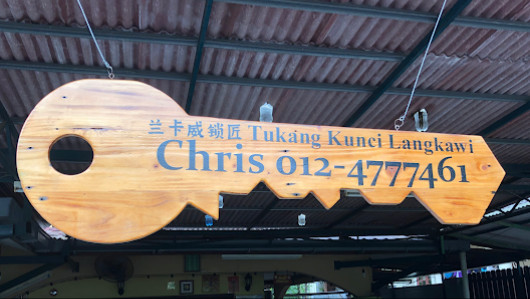 兰卡威锁匠 Tukang Kunci Langkawi
Chris 012-4777461